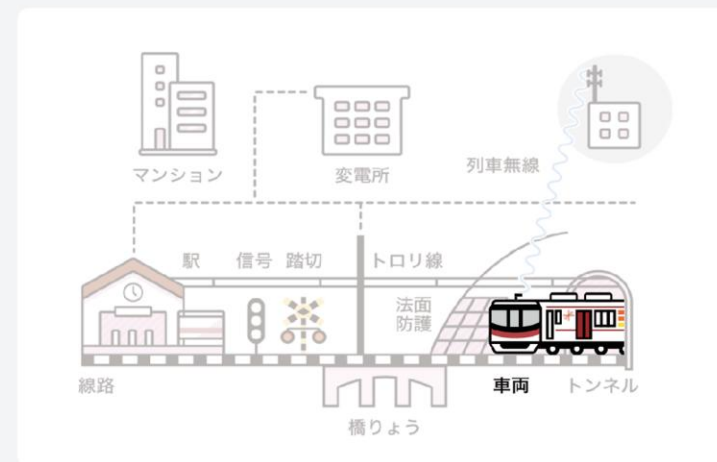 マンション
変電所
列車無線
駅
信号
踏切
トロリ線
法面
防護
線路
車両
トンネル
橋りょう